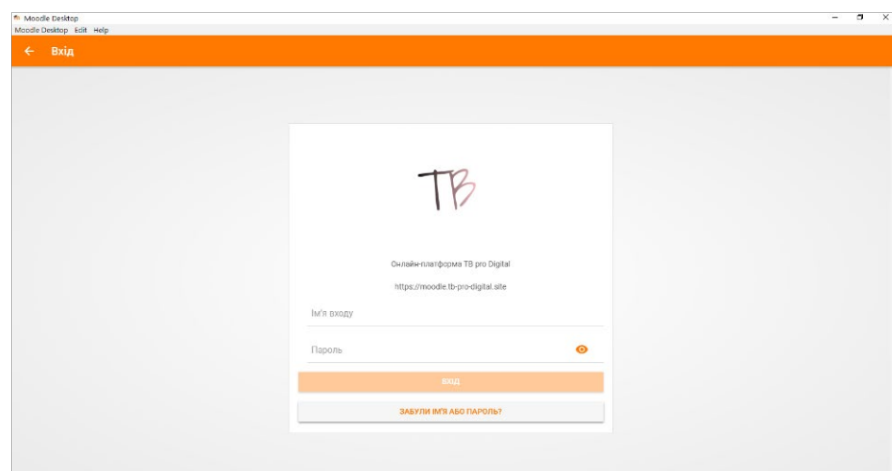 Moodle Desktop
Moodle Desktop Edit Help
Вхід
TB
Онлайн-платформа TB pro Digital
https://moodle.tb-pro-digital.site
Ім'я входу
Пароль
ВХІД
ЗАБУЛИ ІМ'Я АБО ПАРОЛЬ?